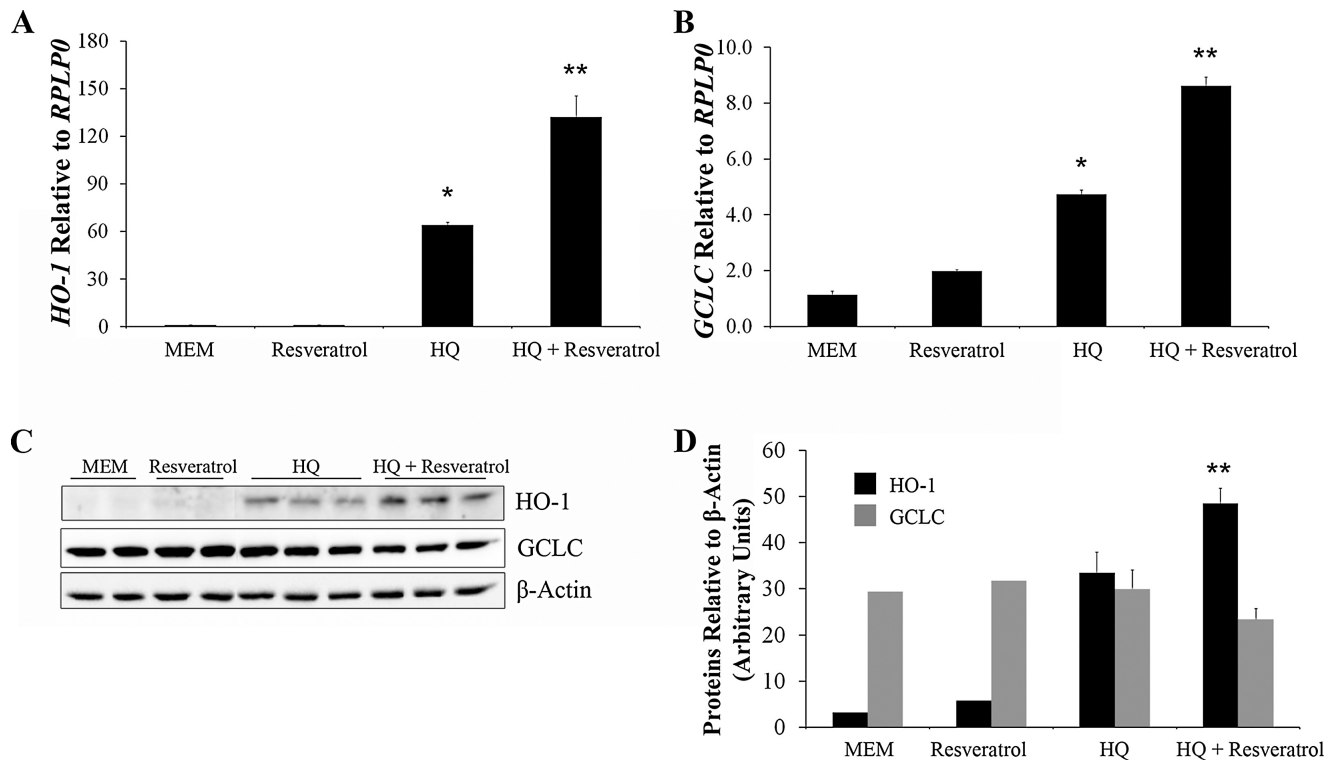 A
HO-1 Relative to RPLP0
180
150
120
90
60
30
0
*
**
MEM
Resveratrol
HQ
HQ + Resveratrol
B
GCLC Relative to RPLP0
10.0
8.0
6.0
4.0
2.0
0.0
*
**
MEM
Resveratrol
HQ
HQ + Resveratrol
C
MEM
Resveratrol
HQ
HQ + Resveratrol
HO-1
GCLC
β-Actin
D
Proteins Relative to β-Actin
(Arbitrary Units)
60
50
40
30
20
10
0
HO-1
GCLC
**
MEM
Resveratrol
HQ
HQ + Resveratrol